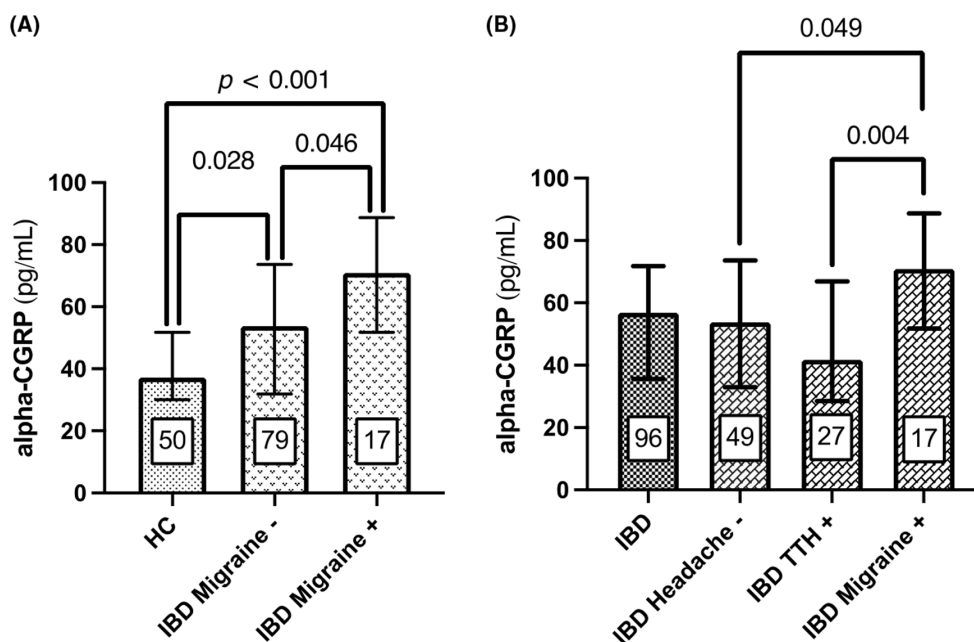 (A)
p < 0.001
0.028
0.046
alpha-CGRP (pg/mL)
100
80
60
40
20
0
50
79
17
HC
IBD Migraine -
IBD Migraine +
(B)
0.049
0.004
alpha-CGRP (pg/mL)
100
80
60
40
20
0
96
49
27
17
IBD
IBD Headache -
IBD TTH +
IBD Migraine +